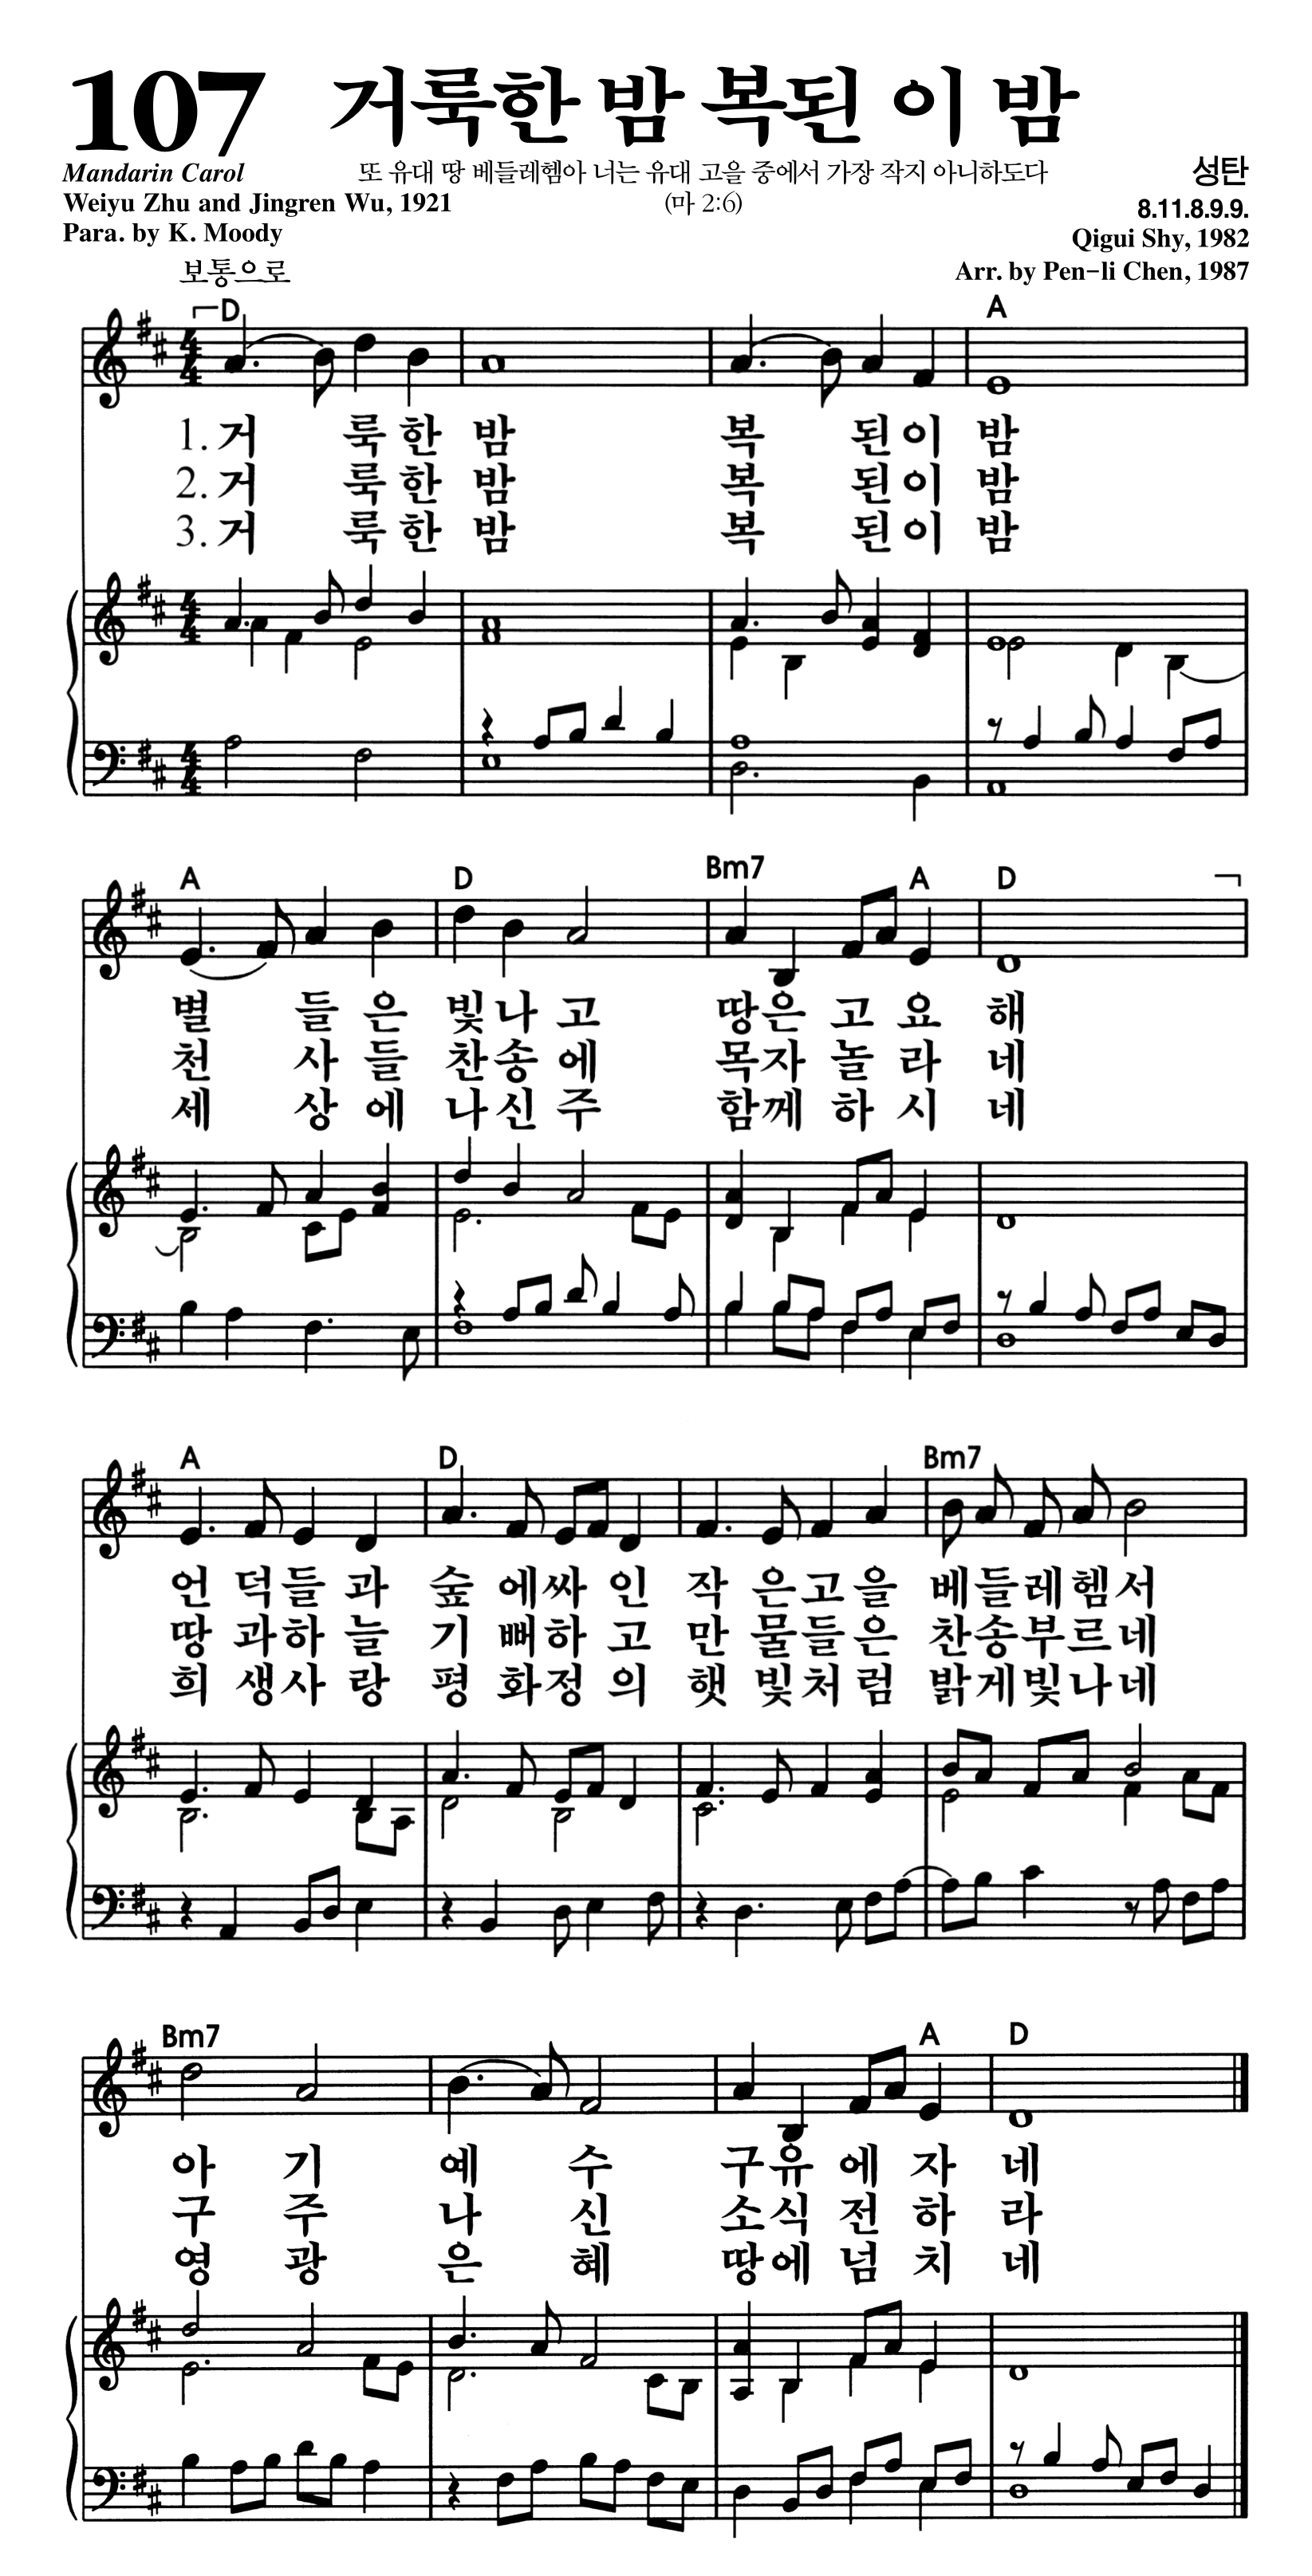 107 거룩한 밤 복된 이 밤
Mandarin Carol 또 유대 땅 베들레헴아 너는 유대 고을 중에서 가장 작지 아니하도다 성탄
Weiyu Zhu and Jingren Wu, 1921 (마 2:6) 8.11.8.9.9.
Para. by K. Moody Qigui Shy, 1982
보통으로 Arr. by Pen-li Chen, 1987
D A
1. 거 룩 한 밤 복 된 이 밤
2. 거 룩 한 밤 복 된 이 밤
3. 거 룩 한 밤 복 된 이 밤
A D Bm7 A D
별 들 은 빛 나 고 땅 은 고 요 해
천 사 들 찬 송 에 목 자 놀 라 네
세 상 에 나 신 주 함 께 하 시 네
A D Bm7
언 덕 들 과 숲 에 싸 인 작 은 고 을 베 들 레 헴 서
땅 과 하 늘 기 뻐 하 고 만 물 들 은 찬 송 부 르 네
희 생 사 랑 평 화 정 의 햇 빛 처 럼 밝 게 빛 나 네
Bm7 A D
아 기 예 수 구 유 에 자 네
구 주 나 신 소 식 전 하 라
영 광 은 혜 땅 에 넘 치 네